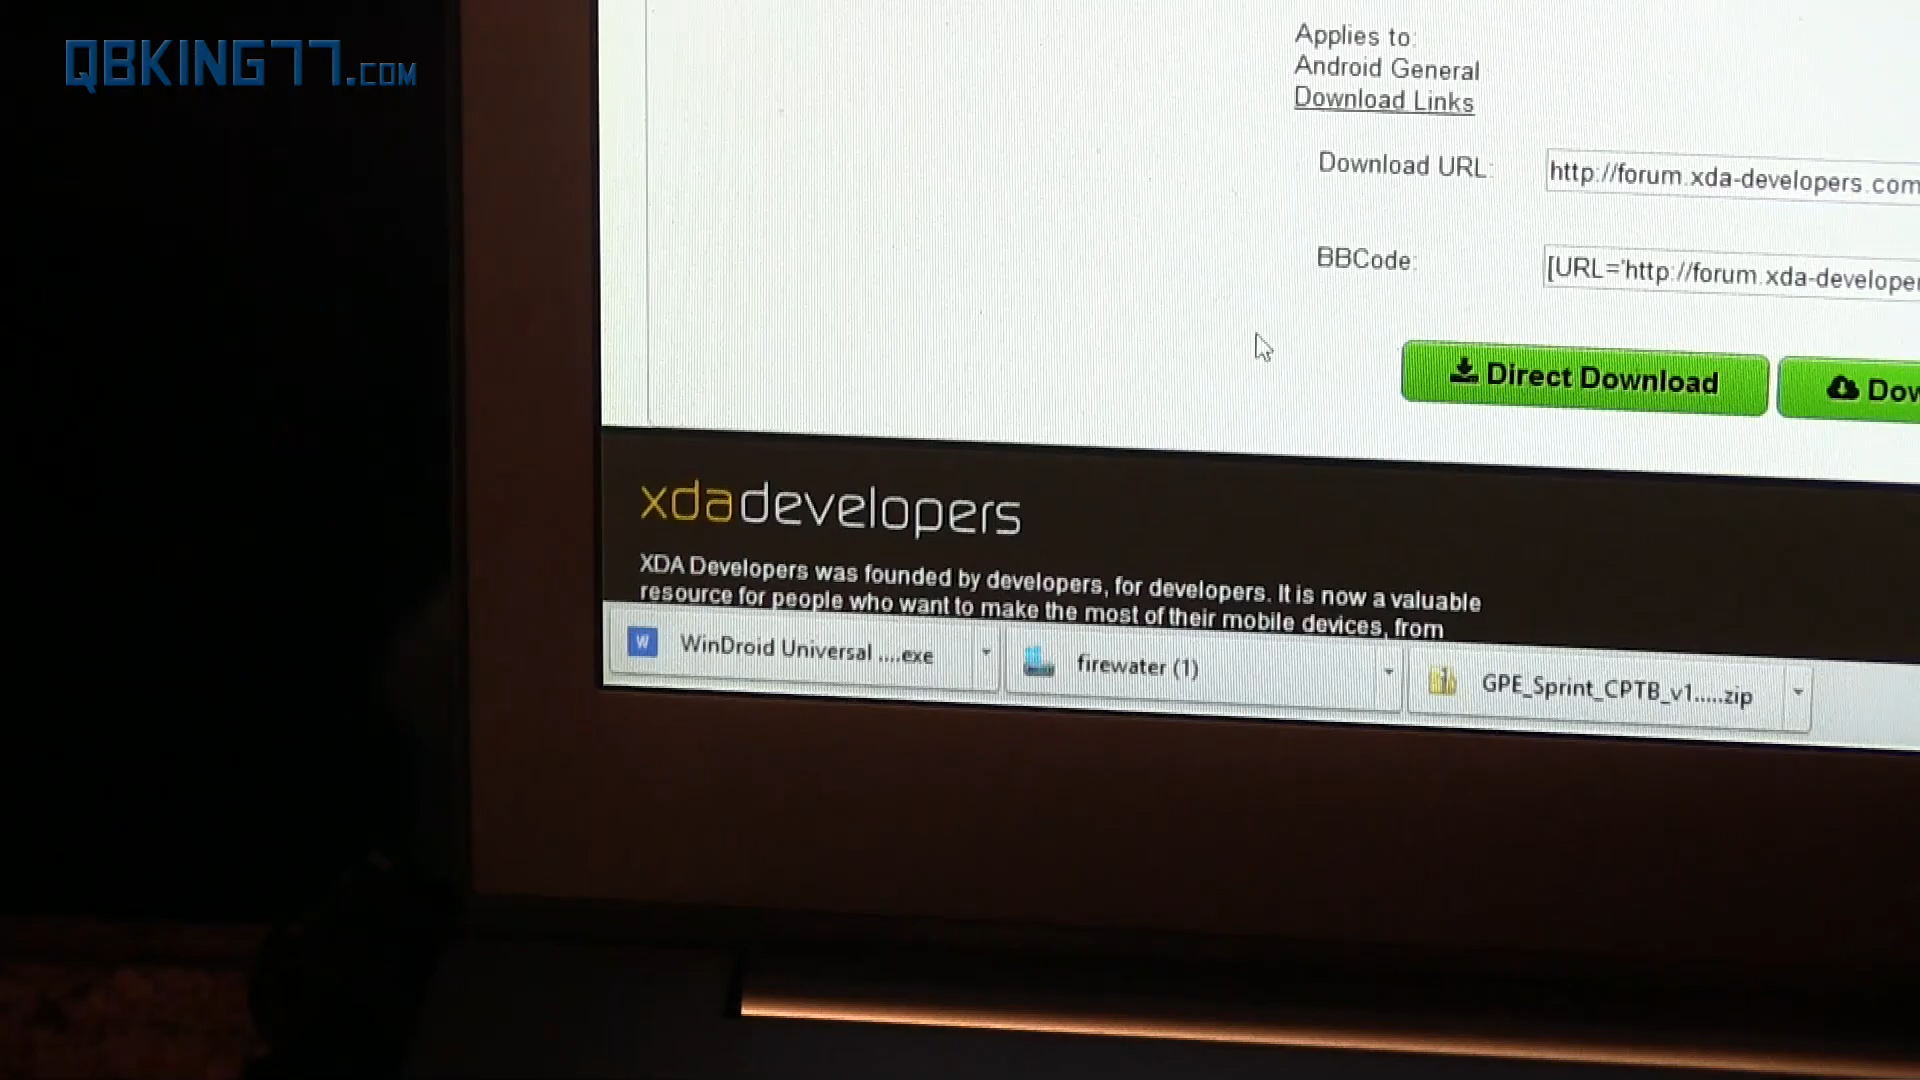 QBKING77.COM
Applies to:
Android General
Download Links
Download URL:
http://forum.xda-developers.com
BBCode:
[URL='http://forum.xda-developer
Direct Download
xdadevelopers
XDA Developers was founded by developers, for developers. It is now a valuable
resource for people who want to make the most of their mobile devices, from
W WinDroid Universal ....exe
firewater (1)
GPE_Sprint_CPTB_v1.....zip